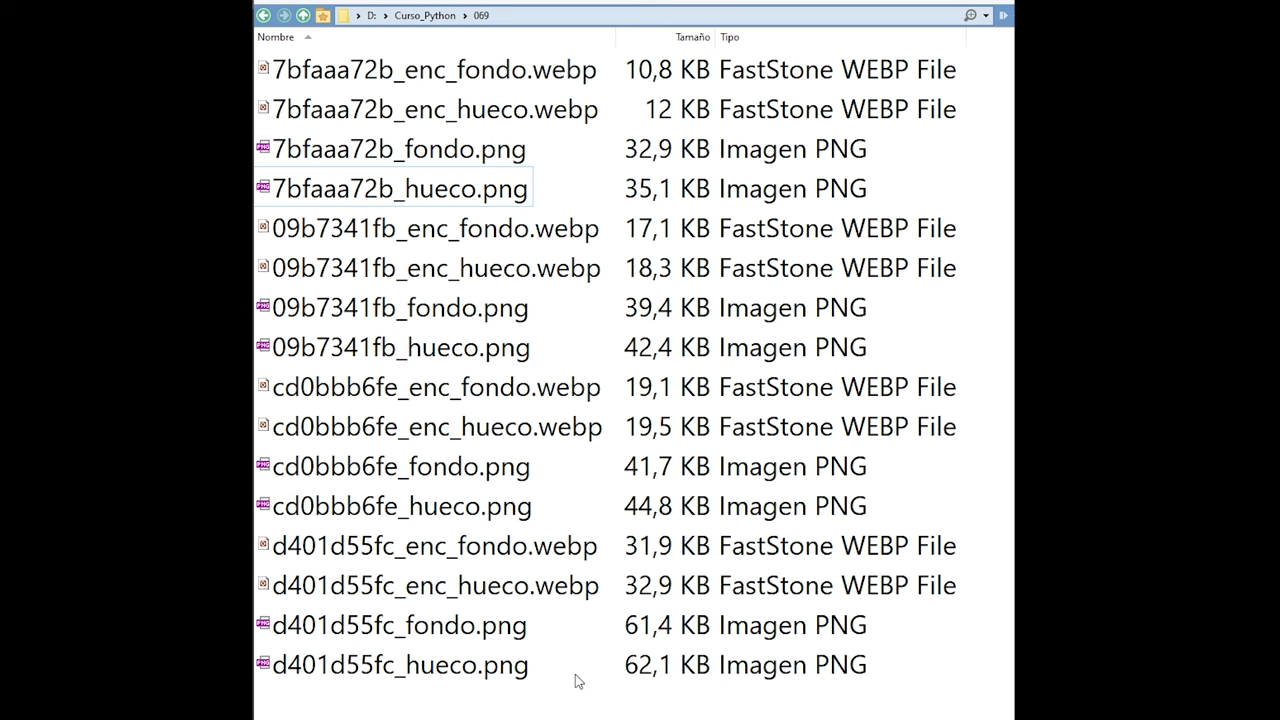 D: Curso_Python 069
Nombre Tamaño Tipo
7bfaaa72b_enc_fondo.webp 10,8 KB FastStone WEBP File
7bfaaa72b_enc_hueco.webp 12 KB FastStone WEBP File
7bfaaa72b_fondo.png 32,9 KB Imagen PNG
7bfaaa72b_hueco.png 35,1 KB Imagen PNG
09b7341fb_enc_fondo.webp 17,1 KB FastStone WEBP File
09b7341fb_enc_hueco.webp 18,3 KB FastStone WEBP File
09b7341fb_fondo.png 39,4 KB Imagen PNG
09b7341fb_hueco.png 42,4 KB Imagen PNG
cd0bbb6fe_enc_fondo.webp 19,1 KB FastStone WEBP File
cd0bbb6fe_enc_hueco.webp 19,5 KB FastStone WEBP File
cd0bbb6fe_fondo.png 41,7 KB Imagen PNG
cd0bbb6fe_hueco.png 44,8 KB Imagen PNG
d401d55fc_enc_fondo.webp 31,9 KB FastStone WEBP File
d401d55fc_enc_hueco.webp 32,9 KB FastStone WEBP File
d401d55fc_fondo.png 61,4 KB Imagen PNG
d401d55fc_hueco.png 62,1 KB Imagen PNG